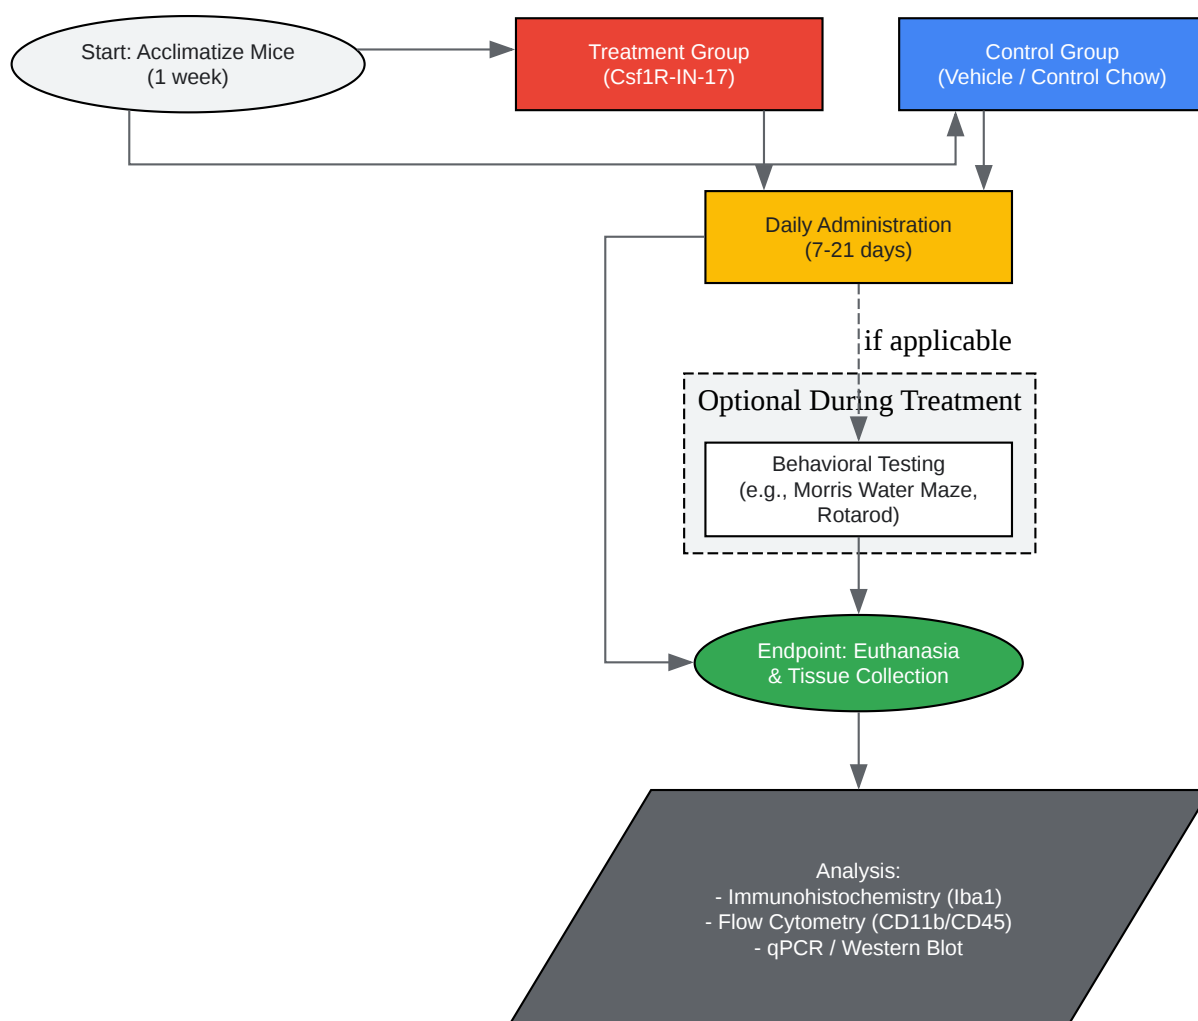 Start: Acclimatize Mice
(1 week)
Treatment Group
(Csf1R-IN-17)
Control Group
(Vehicle / Control Chow)
Daily Administration
(7-21 days)
if applicable
Optional During Treatment
Behavioral Testing
(e.g., Morris Water Maze,
Rotarod)
Endpoint: Euthanasia
& Tissue Collection
Analysis:
- Immunohistochemistry (Iba1)
- Flow Cytometry (CD11b/CD45)
- qPCR / Western Blot